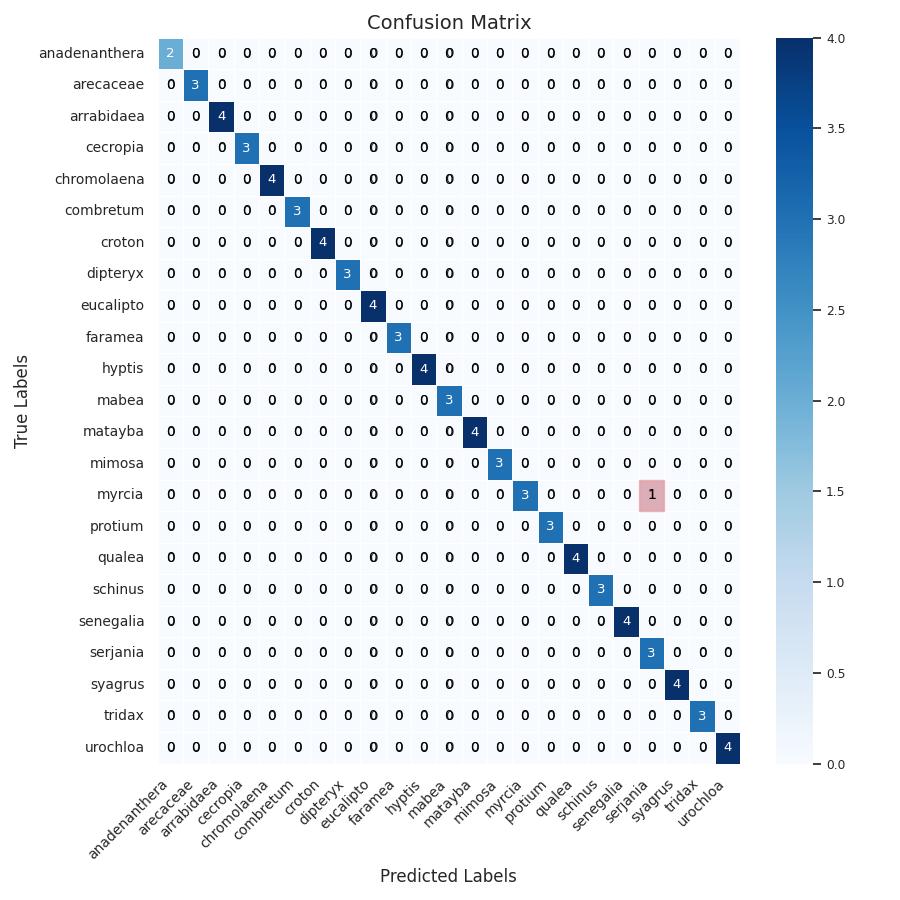 Confusion Matrix
anadenanthera 2 0 0 0 0 0 0 0 0 0 0 0 0 0 0 0 0 0 0 0 0 0 0
arecaceae 0 3 0 0 0 0 0 0 0 0 0 0 0 0 0 0 0 0 0 0 0 0 0
arrabidaea 0 0 4 0 0 0 0 0 0 0 0 0 0 0 0 0 0 0 0 0 0 0 0
cecropia 0 0 0 3 0 0 0 0 0 0 0 0 0 0 0 0 0 0 0 0 0 0 0
chromolaena 0 0 0 0 4 0 0 0 0 0 0 0 0 0 0 0 0 0 0 0 0 0 0
combretum 0 0 0 0 0 3 0 0 0 0 0 0 0 0 0 0 0 0 0 0 0 0 0
croton 0 0 0 0 0 0 4 0 0 0 0 0 0 0 0 0 0 0 0 0 0 0 0
dipteryx 0 0 0 0 0 0 0 3 0 0 0 0 0 0 0 0 0 0 0 0 0 0 0
eucalipto 0 0 0 0 0 0 0 0 4 0 0 0 0 0 0 0 0 0 0 0 0 0 0
faramea 0 0 0 0 0 0 0 0 0 3 0 0 0 0 0 0 0 0 0 0 0 0 0
hyptis 0 0 0 0 0 0 0 0 0 0 4 0 0 0 0 0 0 0 0 0 0 0 0
mabea 0 0 0 0 0 0 0 0 0 0 0 3 0 0 0 0 0 0 0 0 0 0 0
matayba 0 0 0 0 0 0 0 0 0 0 0 0 4 0 0 0 0 0 0 0 0 0 0
mimosa 0 0 0 0 0 0 0 0 0 0 0 0 0 3 0 0 0 0 0 0 0 0 0
myrcia 0 0 0 0 0 0 0 0 0 0 0 0 0 0 3 0 0 0 0 1 0 0 0
protium 0 0 0 0 0 0 0 0 0 0 0 0 0 0 0 3 0 0 0 0 0 0 0
qualea 0 0 0 0 0 0 0 0 0 0 0 0 0 0 0 0 4 0 0 0 0 0 0
schinus 0 0 0 0 0 0 0 0 0 0 0 0 0 0 0 0 0 3 0 0 0 0 0
senegalia 0 0 0 0 0 0 0 0 0 0 0 0 0 0 0 0 0 0 4 0 0 0 0
serjania 0 0 0 0 0 0 0 0 0 0 0 0 0 0 0 0 0 0 0 3 0 0 0
syagrus 0 0 0 0 0 0 0 0 0 0 0 0 0 0 0 0 0 0 0 0 4 0 0
tridax 0 0 0 0 0 0 0 0 0 0 0 0 0 0 0 0 0 0 0 0 0 3 0
urochloa 0 0 0 0 0 0 0 0 0 0 0 0 0 0 0 0 0 0 0 0 0 0 4
True Labels
anadenanthera
arecaceae
arrabidaea
cecropia
chromolaena
combretum
croton
dipteryx
eucalipto
faramea
hyptis
mabea
matayba
mimosa
myrcia
protium
qualea
schinus
senegalia
serjania
syagrus
tridax
urochloa
Predicted Labels
4.0
3.5
3.0
2.5
2.0
1.5
1.0
0.5
0.0